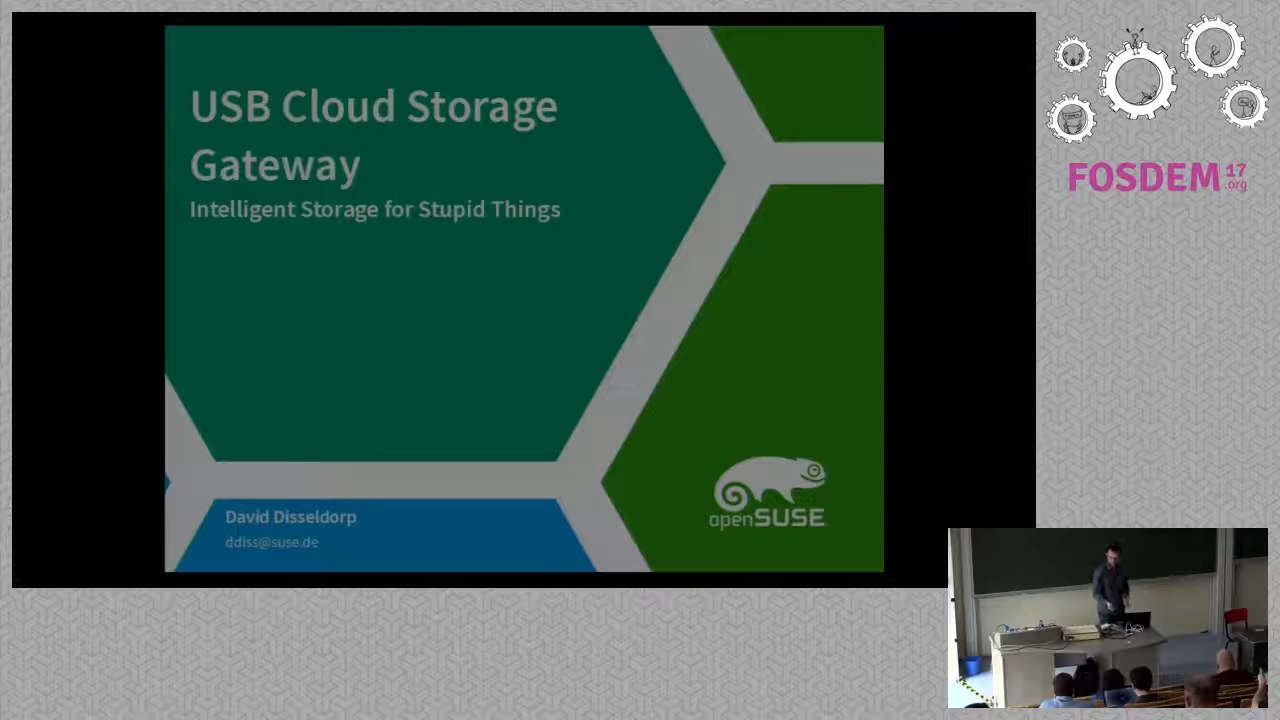 USB Cloud Storage
Gateway
Intelligent Storage for Stupid Things
David Disseldorp
ddiss@suse.de
openSUSE
FOSDEM 17
.org